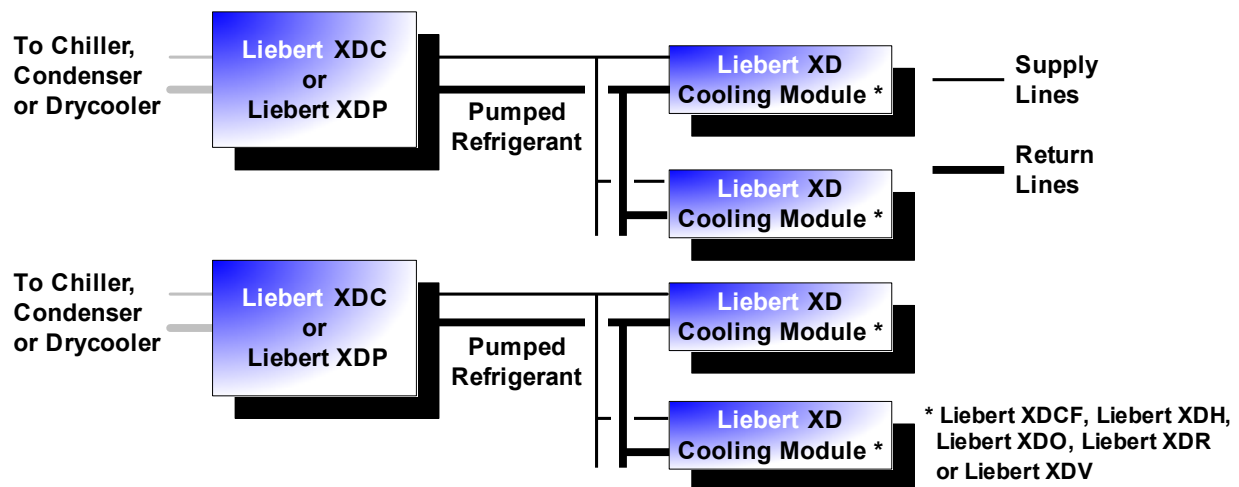 To Chiller,
Condenser
or Drycooler
Liebert XDC
or
Liebert XDP
Pumped
Refrigerant
Liebert XD
Cooling Module *
Supply
Lines
Liebert XD
Cooling Module *
Return
Lines
To Chiller,
Condenser
or Drycooler
Liebert XDC
or
Liebert XDP
Pumped
Refrigerant
Liebert XD
Cooling Module *
Liebert XD
Cooling Module *
* Liebert XDCF, Liebert XDH,
Liebert XDO, Liebert XDR
or Liebert XDV